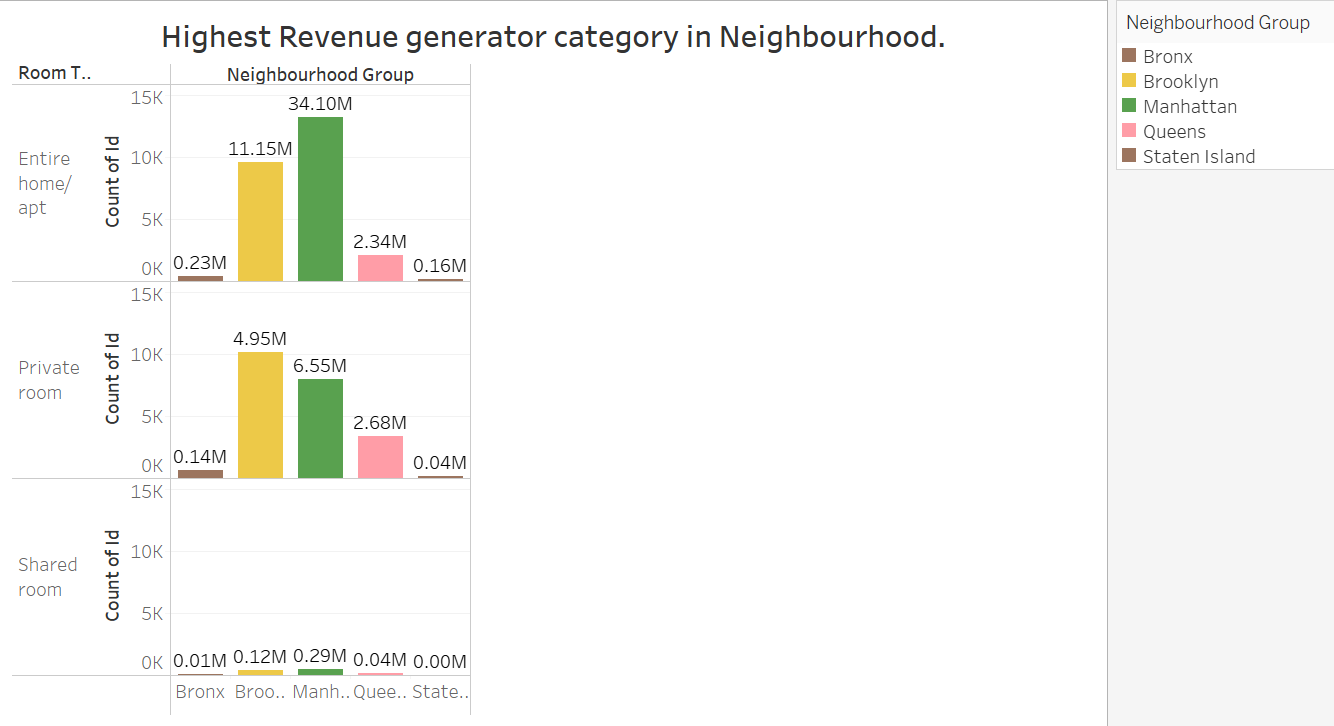 Highest Revenue generator category in Neighbourhood.
Room T..
Neighbourhood Group
Entire
home/
apt
Count of Id
15K
10K
5K
0K
0.23M
11.15M
34.10M
2.34M
0.16M
Private
room
Count of Id
15K
10K
5K
0K
0.14M
4.95M
6.55M
2.68M
0.04M
Shared
room
Count of Id
15K
10K
5K
0K
0.01M
0.12M
0.29M
0.04M
0.00M
Bronx
Broo..
Manh..
Quee..
State..
Neighbourhood Group
Bronx
Brooklyn
Manhattan
Queens
Staten Island